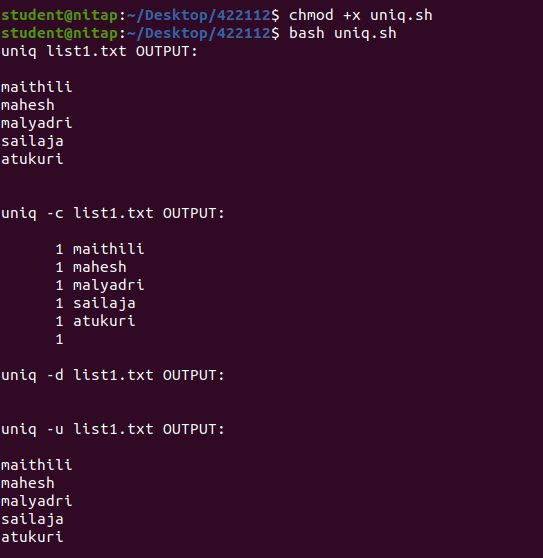 student@nitap:~/Desktop/422112$ chmod +x uniq.sh
student@nitap:~/Desktop/422112$ bash uniq.sh
uniq list1.txt OUTPUT:
maithili
mahesh
malyadri
sailaja
atukuri
uniq -c list1.txt OUTPUT:
1 maithili
1 mahesh
1 malyadri
1 sailaja
1 atukuri
1
uniq -d list1.txt OUTPUT:
uniq -u list1.txt OUTPUT:
maithili
mahesh
malyadri
sailaja
atukuri